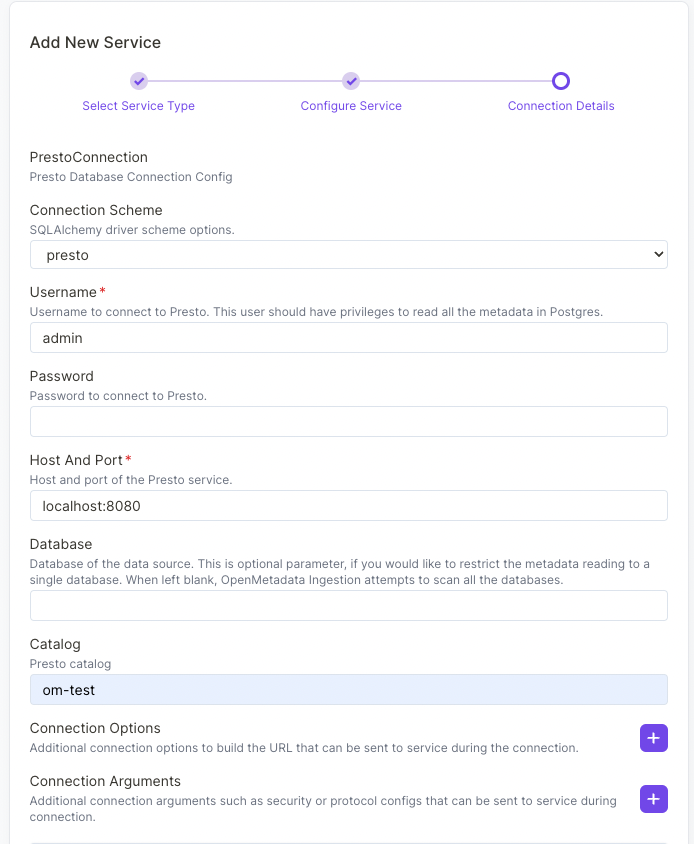 Add New Service
Select Service Type
Configure Service
Connection Details
PrestoConnection
Presto Database Connection Config
Connection Scheme
SQLAlchemy driver scheme options.
presto
Username*
Username to connect to Presto. This user should have privileges to read all the metadata in Postgres.
admin
Password
Password to connect to Presto.
Host And Port*
Host and port of the Presto service.
localhost:8080
Database
Database of the data source. This is optional parameter, if you would like to restrict the metadata reading to a
single database. When left blank, OpenMetadata Ingestion attempts to scan all the databases.
Catalog
Presto catalog
om-test
Connection Options
Additional connection options to build the URL that can be sent to service during the connection.
Connection Arguments
Additional connection arguments such as security or protocol configs that can be sent to service during
connection.